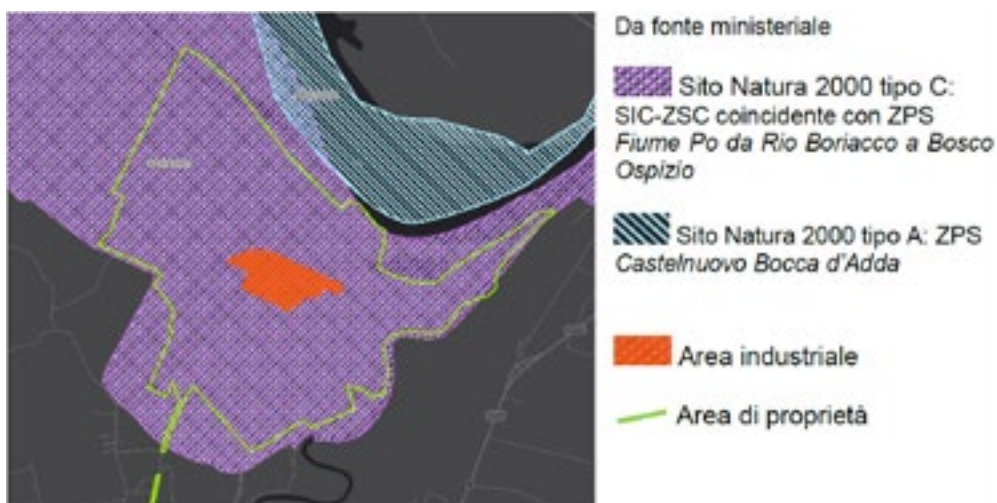 Da fonte ministeriale
Sito Natura 2000 tipo C:
SIC-ZSC coincidente con ZPS
Fiume Po da Rio Boriacco a Bosco
Ospizio
Sito Natura 2000 tipo A: ZPS
Castelnuovo Bocca d'Adda
Area industriale
Area di proprietà